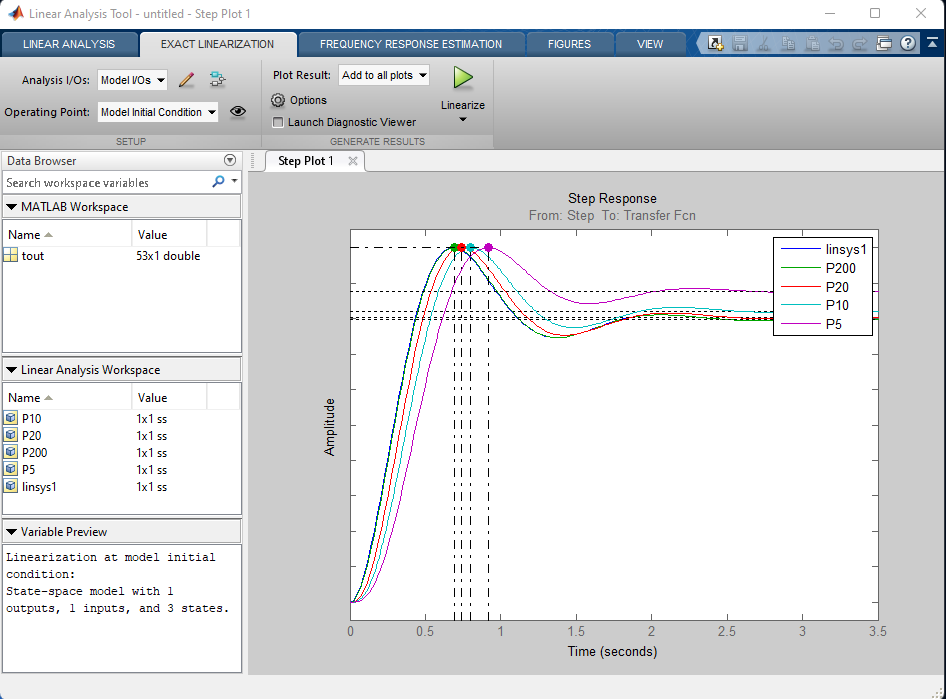 Linear Analysis Tool - untitled - Step Plot 1
LINEAR ANALYSIS EXACT LINEARIZATION FREQUENCY RESPONSE ESTIMATION FIGURES VIEW
Analysis I/Os: Model I/Os
Operating Point: Model Initial Condition
SETUP
Plot Result: Add to all plots
Options
Launch Diagnostic Viewer
Linearize
GENERATE RESULTS
Data Browser
Search workspace variables
MATLAB Workspace
Name Value
tout 53x1 double
Linear Analysis Workspace
Name Value
P10 1x1 ss
P20 1x1 ss
P200 1x1 ss
P5 1x1 ss
linsys1 1x1 ss
Variable Preview
Linearization at model initial
condition:
State-space model with 1
outputs, 1 inputs, and 3 states.
Step Plot 1
Step Response
From: Step To: Transfer Fcn
linsys1
P200
P20
P10
P5
Amplitude
0 0.5 1 1.5 2 2.5 3 3.5
Time (seconds)